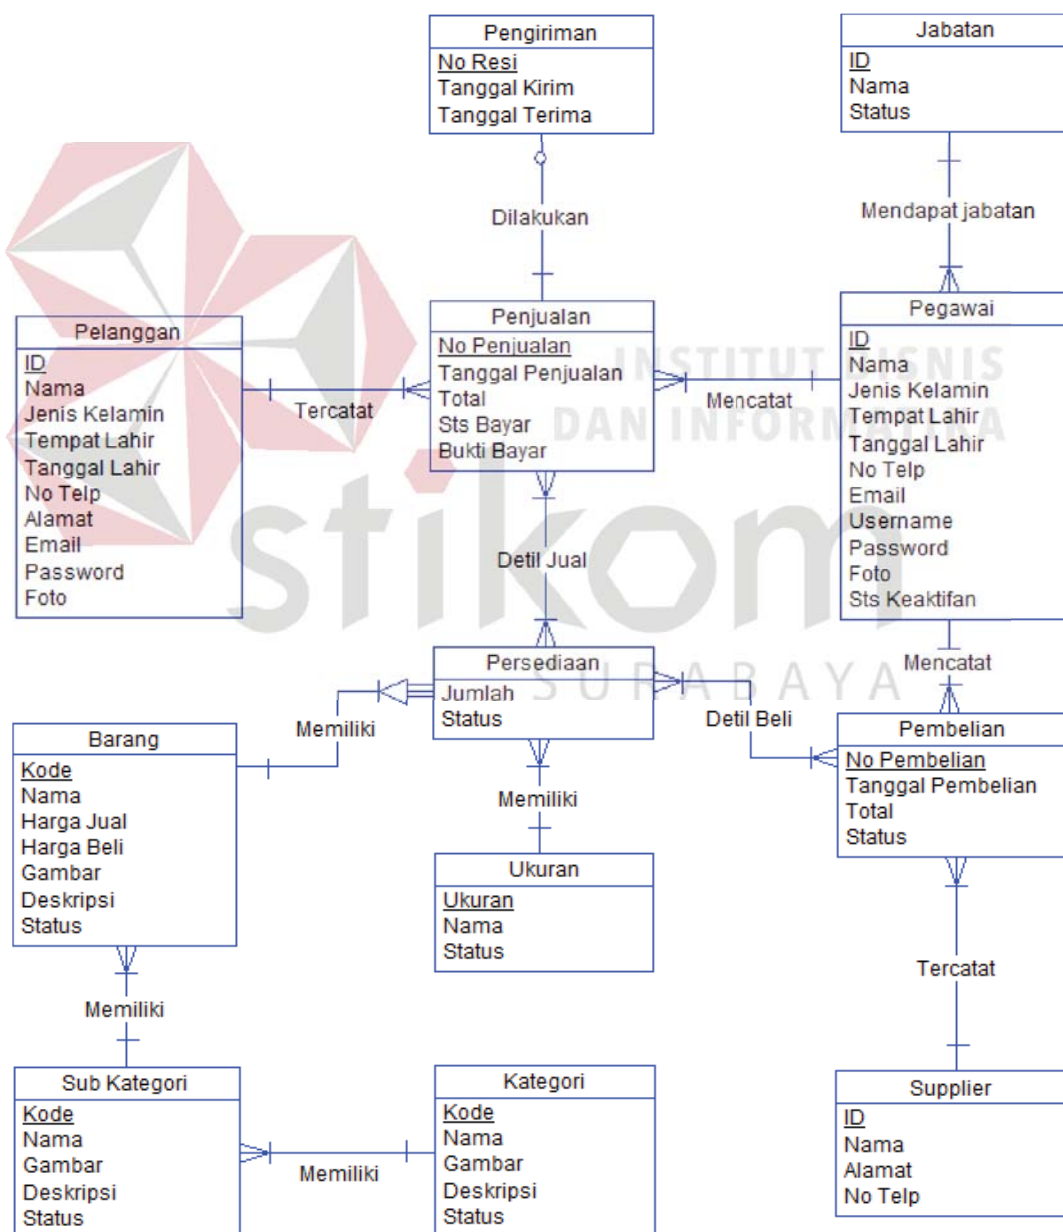 Pengiriman
No Resi
Tanggal Kirim
Tanggal Terima
Jabatan
ID
Nama
Status
Dilakukan
Mendapat jabatan
Pelanggan
ID
Nama
Jenis Kelamin
Tempat Lahir
Tanggal Lahir
No Telp
Alamat
Email
Password
Foto
Tercatat
Penjualan
No Penjualan
Tanggal Penjualan
Total
Sts Bayar
Bukti Bayar
Mencatat
Pegawai
ID
Nama
Jenis Kelamin
Tempat Lahir
Tanggal Lahir
No Telp
Email
Username
Password
Foto
Sts Keaktifan
INSTITUT BISNIS
DAN INFORMATIKA
stikom
SURABAYA
Detil Jual
Mencatat
Persediaan
Jumlah
Status
Memiliki
Detil Beli
Barang
Kode
Nama
Harga Jual
Harga Beli
Gambar
Deskripsi
Status
Pembelian
No Pembelian
Tanggal Pembelian
Total
Status
Memiliki
Ukuran
Ukuran
Nama
Status
Memiliki
Tercatat
Sub Kategori
Kode
Nama
Gambar
Deskripsi
Status
Memiliki
Kategori
Kode
Nama
Gambar
Deskripsi
Status
Supplier
ID
Nama
Alamat
No Telp